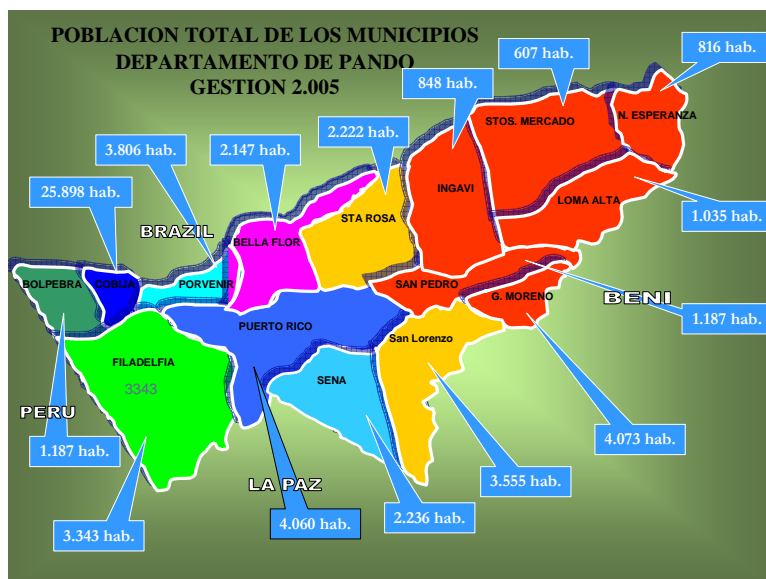 POBLACION TOTAL DE LOS MUNICIPIOS
DEPARTAMENTO DE PANDO
GESTION 2.005
607 hab.
816 hab.
848 hab.
2.222 hab.
3.806 hab.
2.147 hab.
25.898 hab.
STOS. MERCADO
N. ESPERANZA
INGAVI
LOMA ALTA
1.035 hab.
STA ROSA
BRAZIL
BELLA FLOR
BOLPEBRA
COBIJA
PORVENIR
SAN PEDRO
G. MORENO
BENI
1.187 hab.
PUERTO RICO
San Lorenzo
FILADELFIA
3343
SENA
PERU
1.187 hab.
LA PAZ
4.073 hab.
3.555 hab.
2.236 hab.
4.060 hab.
3.343 hab.